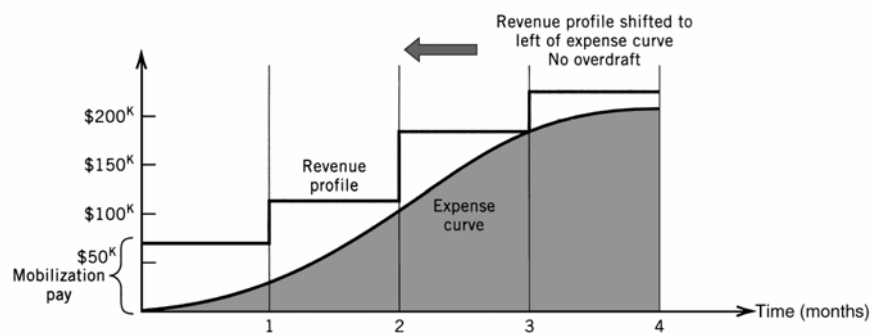 Revenue profile shifted to
left of expense curve
No overdraft
$200ᴷ
$150ᴷ
$100ᴷ
$50ᴷ
Revenue
profile
Expense
curve
Mobilization
pay
1
2
3
4
Time (months)